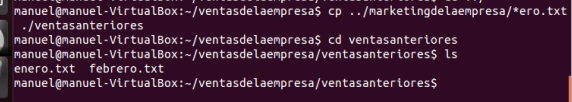 manuel@manuel-VirtualBox:~/ventasdelaempresa$ cp ../marketingdelaempresa/*ero.txt
./ventasanteriores
manuel@manuel-VirtualBox:~/ventasdelaempresa$ cd ventasanteriores
manuel@manuel-VirtualBox:~/ventasdelaempresa/ventasanteriores$ ls
enero.txt  febrero.txt
manuel@manuel-VirtualBox:~/ventasdelaempresa/ventasanteriores$